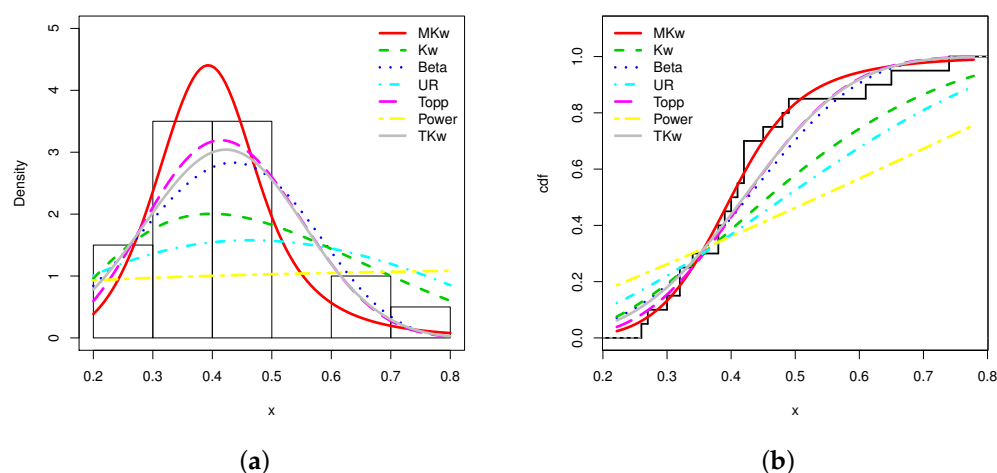 MKw
Kw
Beta
UR
Topp
Power
TKw
Density
0 1 2 3 4 5
0.2 0.3 0.4 0.5 0.6 0.7 0.8
x
(a)
MKw
Kw
Beta
UR
Topp
Power
TKw
cdf
0.0 0.2 0.4 0.6 0.8 1.0
0.2 0.3 0.4 0.5 0.6 0.7 0.8
x
(b)